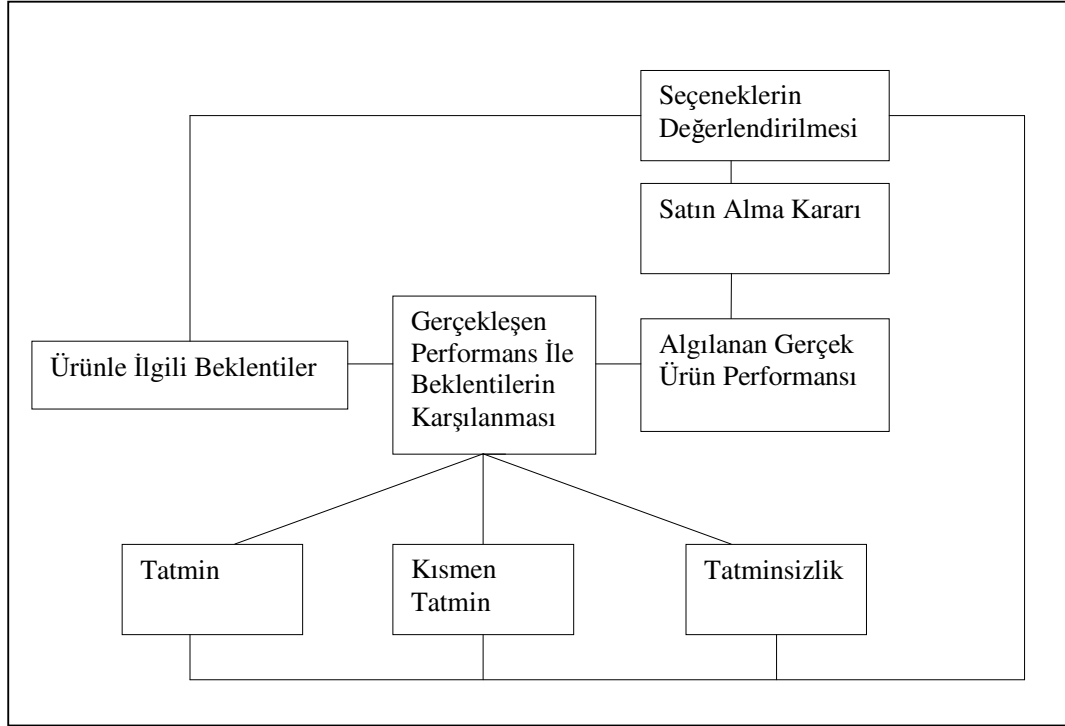 Seçeneklerin
Değerlendirilmesi
Satın Alma Kararı
Gerçekleşen
Performans İle
Beklentilerin
Karşılanması
Ürünle İlgili Beklentiler
Algılanan Gerçek
Ürün Performansı
Tatmin
Kısmen
Tatmin
Tatminsizlik